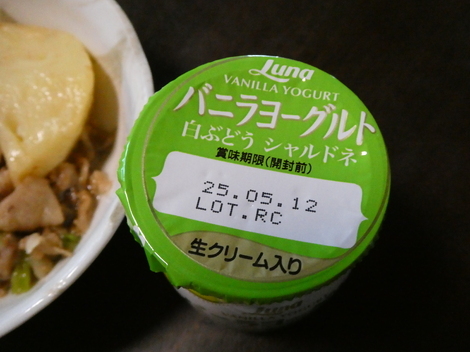 Luna
VANILLA YOGURT
バニラヨーグルト
白ぶどう シャルドネ
賞味期限(開封前)
25.05.12
LOT.RC
生クリーム入り